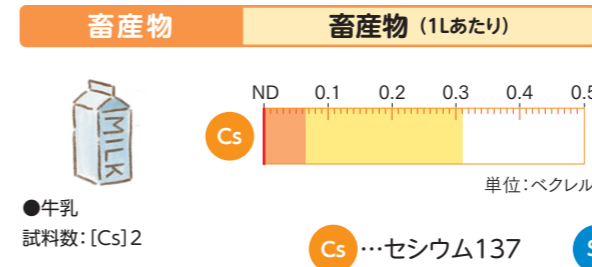 畜産物 畜産物（1Lあたり）
ND 0.1 0.2 0.3 0.4 0.5
MILK
Cs
単位：ベクレル
●牛乳
試料数：[Cs]2
Cs …セシウム137 S